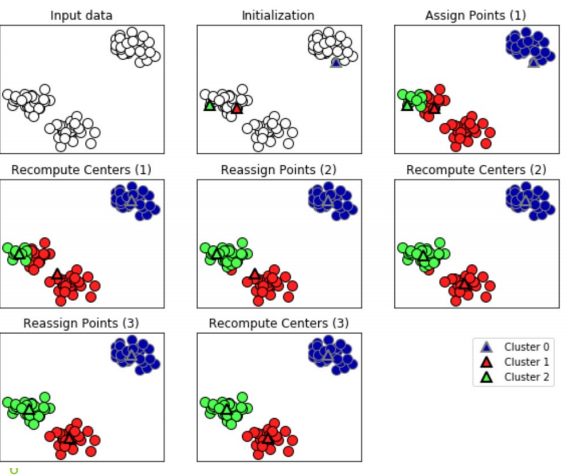 Input data
Initialization
Assign Points (1)
Recompute Centers (1)
Reassign Points (2)
Recompute Centers (2)
Reassign Points (3)
Recompute Centers (3)
Cluster 0
Cluster 1
Cluster 2